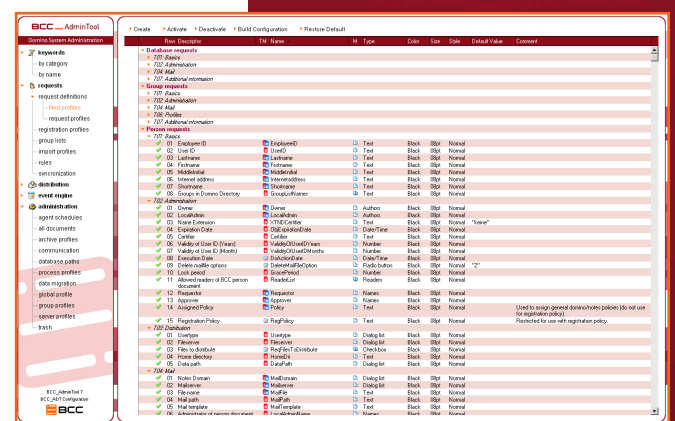 BCC_ AdminTool
Domino System Administration
keywords
by category
by name
requests
request definitions
field profiles
request profiles
registration profiles
group lists
import profiles
rules
syncronization
distribution
event engine
administration
agent schedules
all documents
archive profiles
communication
database paths
process profiles
data migration
global profile
group profiles
server profiles
trash
BCC_AdminTool 7
BCC_ADT Configuration
BCC
Create Activate Deactivate Build Configuration Restore Default
Row Descriptor TM Name M Type Color Size Style Default Value Comment
Database requests
T01: Basics
T02: Administration
T04: Mail
T07: Additional information
Group requests
T01: Basics
T02: Administration
T04: Mail
T06: Profiles
T07: Additional information
Person requests
T01: Basics
01 Employee ID EmployeeID Text Black 08pt Normal
02 User ID UserID Text Black 08pt Normal
03 Lastname Lastname Text Black 08pt Normal
04 Firstname Firstname Text Black 08pt Normal
05 Middleinitial Middleinitial Text Black 08pt Normal
06 Internet address Internetaddress Text Black 08pt Normal
07 Shortname Shortname Text Black 08pt Normal
08 Groups in Domino Directory GroupListNames Text Black 08pt Normal
T02: Administration
01 Owner Owner Authors Black 08pt Normal
02 LocalAdmin LocalAdmin Authors Black 08pt Normal
03 Name Extension XTNDCertifier Text Black 08pt Normal "keine"
04 Expiration Date DbExpirationDate Date/Time Black 08pt Normal
05 Certifier Certifier Text Black 08pt Normal
06 Validity of User ID (Years) ValidityOfUserIDYears Number Black 08pt Normal
07 Validity of User ID (Month) ValidityOfUserIDMonths Number Black 08pt Normal
08 Execution Date DoActionDate Date/Time Black 08pt Normal
09 Delete mailfile options DeleteMailFileOption Radio button Black 08pt Normal "2"
10 Lock period GracePeriod Number Black 08pt Normal
11 Allowed readers of BCC person document ReaderList Readers Black 08pt Normal
12 Requestor Requestor Names Black 08pt Normal
13 Approver Approver Names Black 08pt Normal
14 Assigned Policy Policy Text Black 08pt Normal Used to assign general domino/notes policies (do not use for registration policy).
15 Registration Policy RegPolicy Text Black 08pt Normal Restricted for use with registration policy.
T03: Distribution
01 Usertype Usertype Dialog list Black 08pt Normal
02 Fileserver Fileserver Dialog list Black 08pt Normal
03 Files to distribute RegFilesToDistribute Checkbox Black 08pt Normal
04 Home directory HomeDir Text Black 08pt Normal
05 Data path DataPath Dialog list Black 08pt Normal
T04: Mail
01 Notes Domain MailDomain Dialog list Black 08pt Normal
02 Mailserver Mailserver Dialog list Black 08pt Normal
03 File name MailFile Text Black 08pt Normal
04 Mail path MailPath Text Black 08pt Normal
05 Mail template MailTemplate Text Black 08pt Normal
06 Administrator of person document LocalAdminName Names Black 08pt Normal